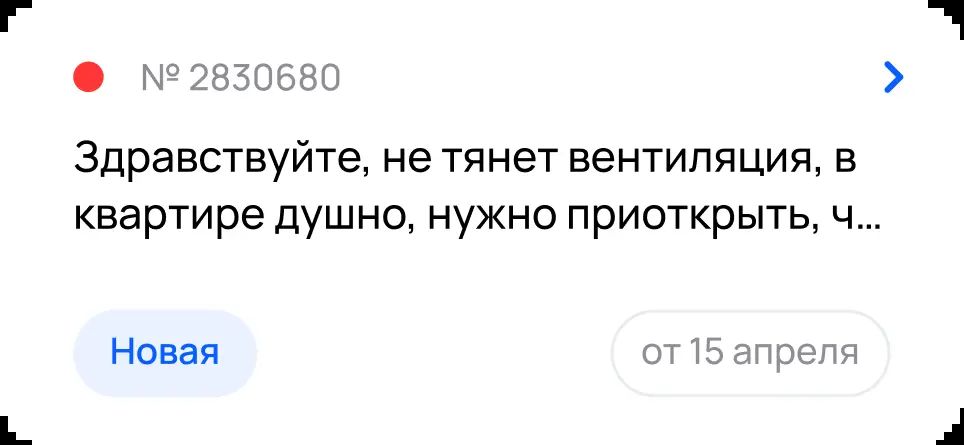 № 2830680
Здравствуйте, не тянет вентиляция, в
квартире душно, нужно приоткрыть, ч...
Новая
от 15 апреля